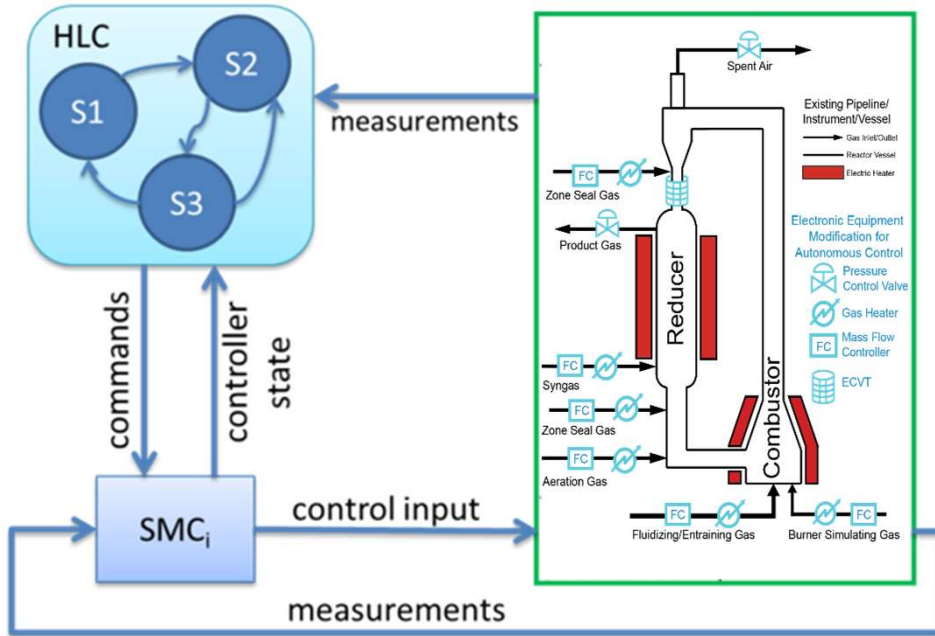 HLC
S1
S2
S3
measurements
commands
controller
state
SMCi
control input
measurements
Spent Air
Existing Pipeline/
Instrument/Vessel
Gas Inlet/Outlet
Reactor Vessel
Electric Heater
FC
Zone Seal Gas
Product Gas
Electronic Equipment
Modification for
Autonomous Control
Pressure
Control Valve
Gas Heater
FC
Mass Flow
Controller
ECVT
Reducer
FC
Syngas
FC
Zone Seal Gas
FC
Aeration Gas
Combustor
FC
Fluidizing/Entraining Gas
FC
Burner Simulating Gas